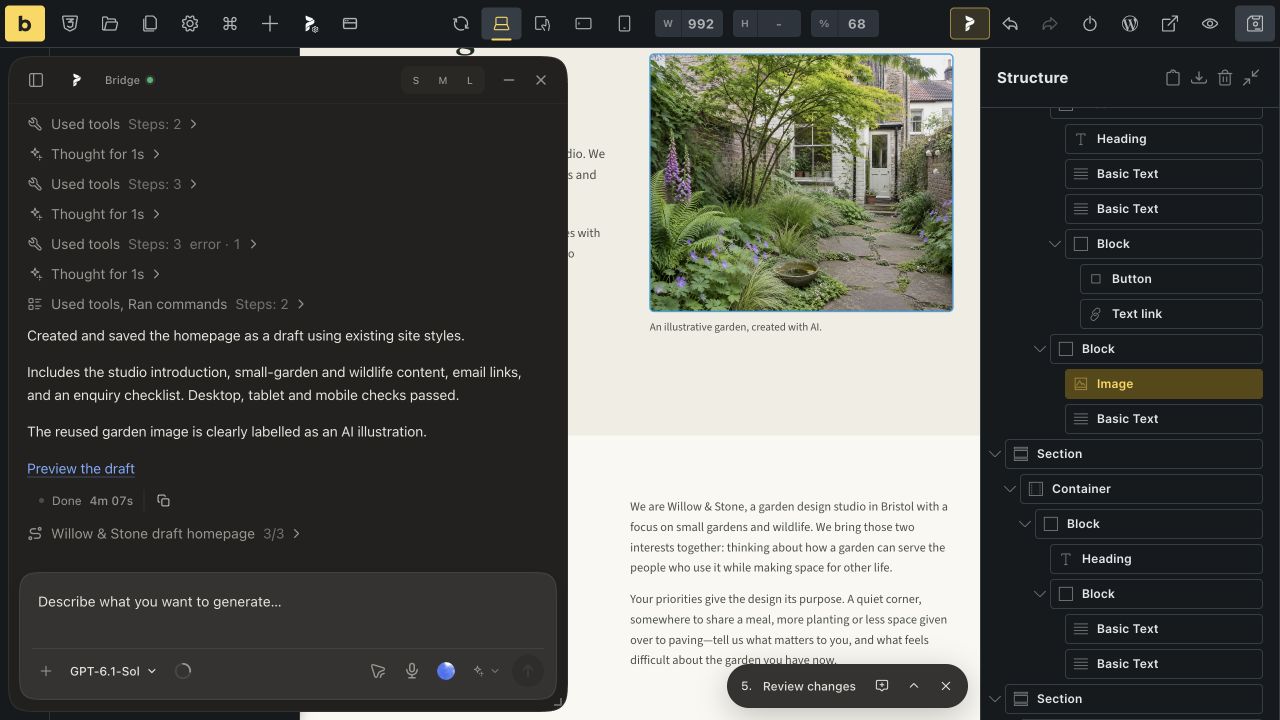 b
W 992
H -
% 68
Bridge
S M L
Used tools Steps: 2
Thought for 1s
Used tools Steps: 3
Thought for 1s
Used tools Steps: 3 error · 1
Thought for 1s
Used tools, Ran commands Steps: 2
Created and saved the homepage as a draft using existing site styles.
Includes the studio introduction, small-garden and wildlife content, email links,
and an enquiry checklist. Desktop, tablet and mobile checks passed.
The reused garden image is clearly labelled as an AI illustration.
Preview the draft
Done 4m 07s
Willow & Stone draft homepage 3/3
Describe what you want to generate...
GPT-6.1-Sol
g
dio. We
s and
es with
o
An illustrative garden, created with AI.
We are Willow & Stone, a garden design studio in Bristol with a
focus on small gardens and wildlife. We bring those two
interests together: thinking about how a garden can serve the
people who use it while making space for other life.
Your priorities give the design its purpose. A quiet corner,
somewhere to share a meal, more planting or less space given
over to paving—tell us what matters to you, and what feels
difficult about the garden you have now.
5. Review changes
Structure
Heading
Basic Text
Basic Text
Block
Button
Text link
Block
Image
Basic Text
Section
Container
Block
Heading
Block
Basic Text
Basic Text
Section